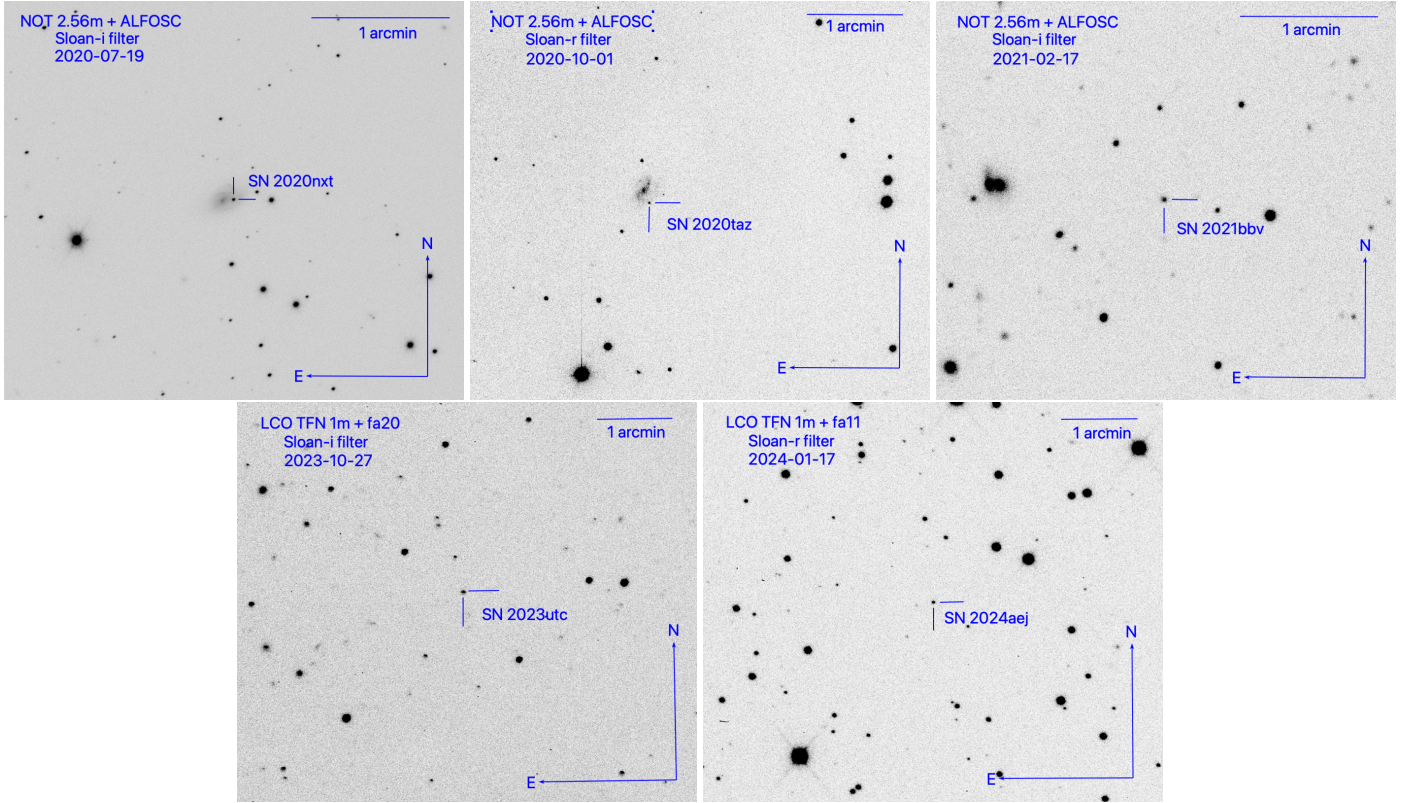 NOT 2.56m + ALFOSC
Sloan-i filter
2020-07-19
1 arcmin
SN 2020nxt
N
E
NOT 2.56m + ALFOSC
Sloan-r filter
2020-10-01
1 arcmin
SN 2020taz
N
E
NOT 2.56m + ALFOSC
Sloan-i filter
2021-02-17
1 arcmin
SN 2021bbv
N
E
LCO TFN 1m + fa20
Sloan-i filter
2023-10-27
1 arcmin
SN 2023utc
N
E
LCO TFN 1m + fa11
Sloan-r filter
2024-01-17
1 arcmin
SN 2024aej
N
E